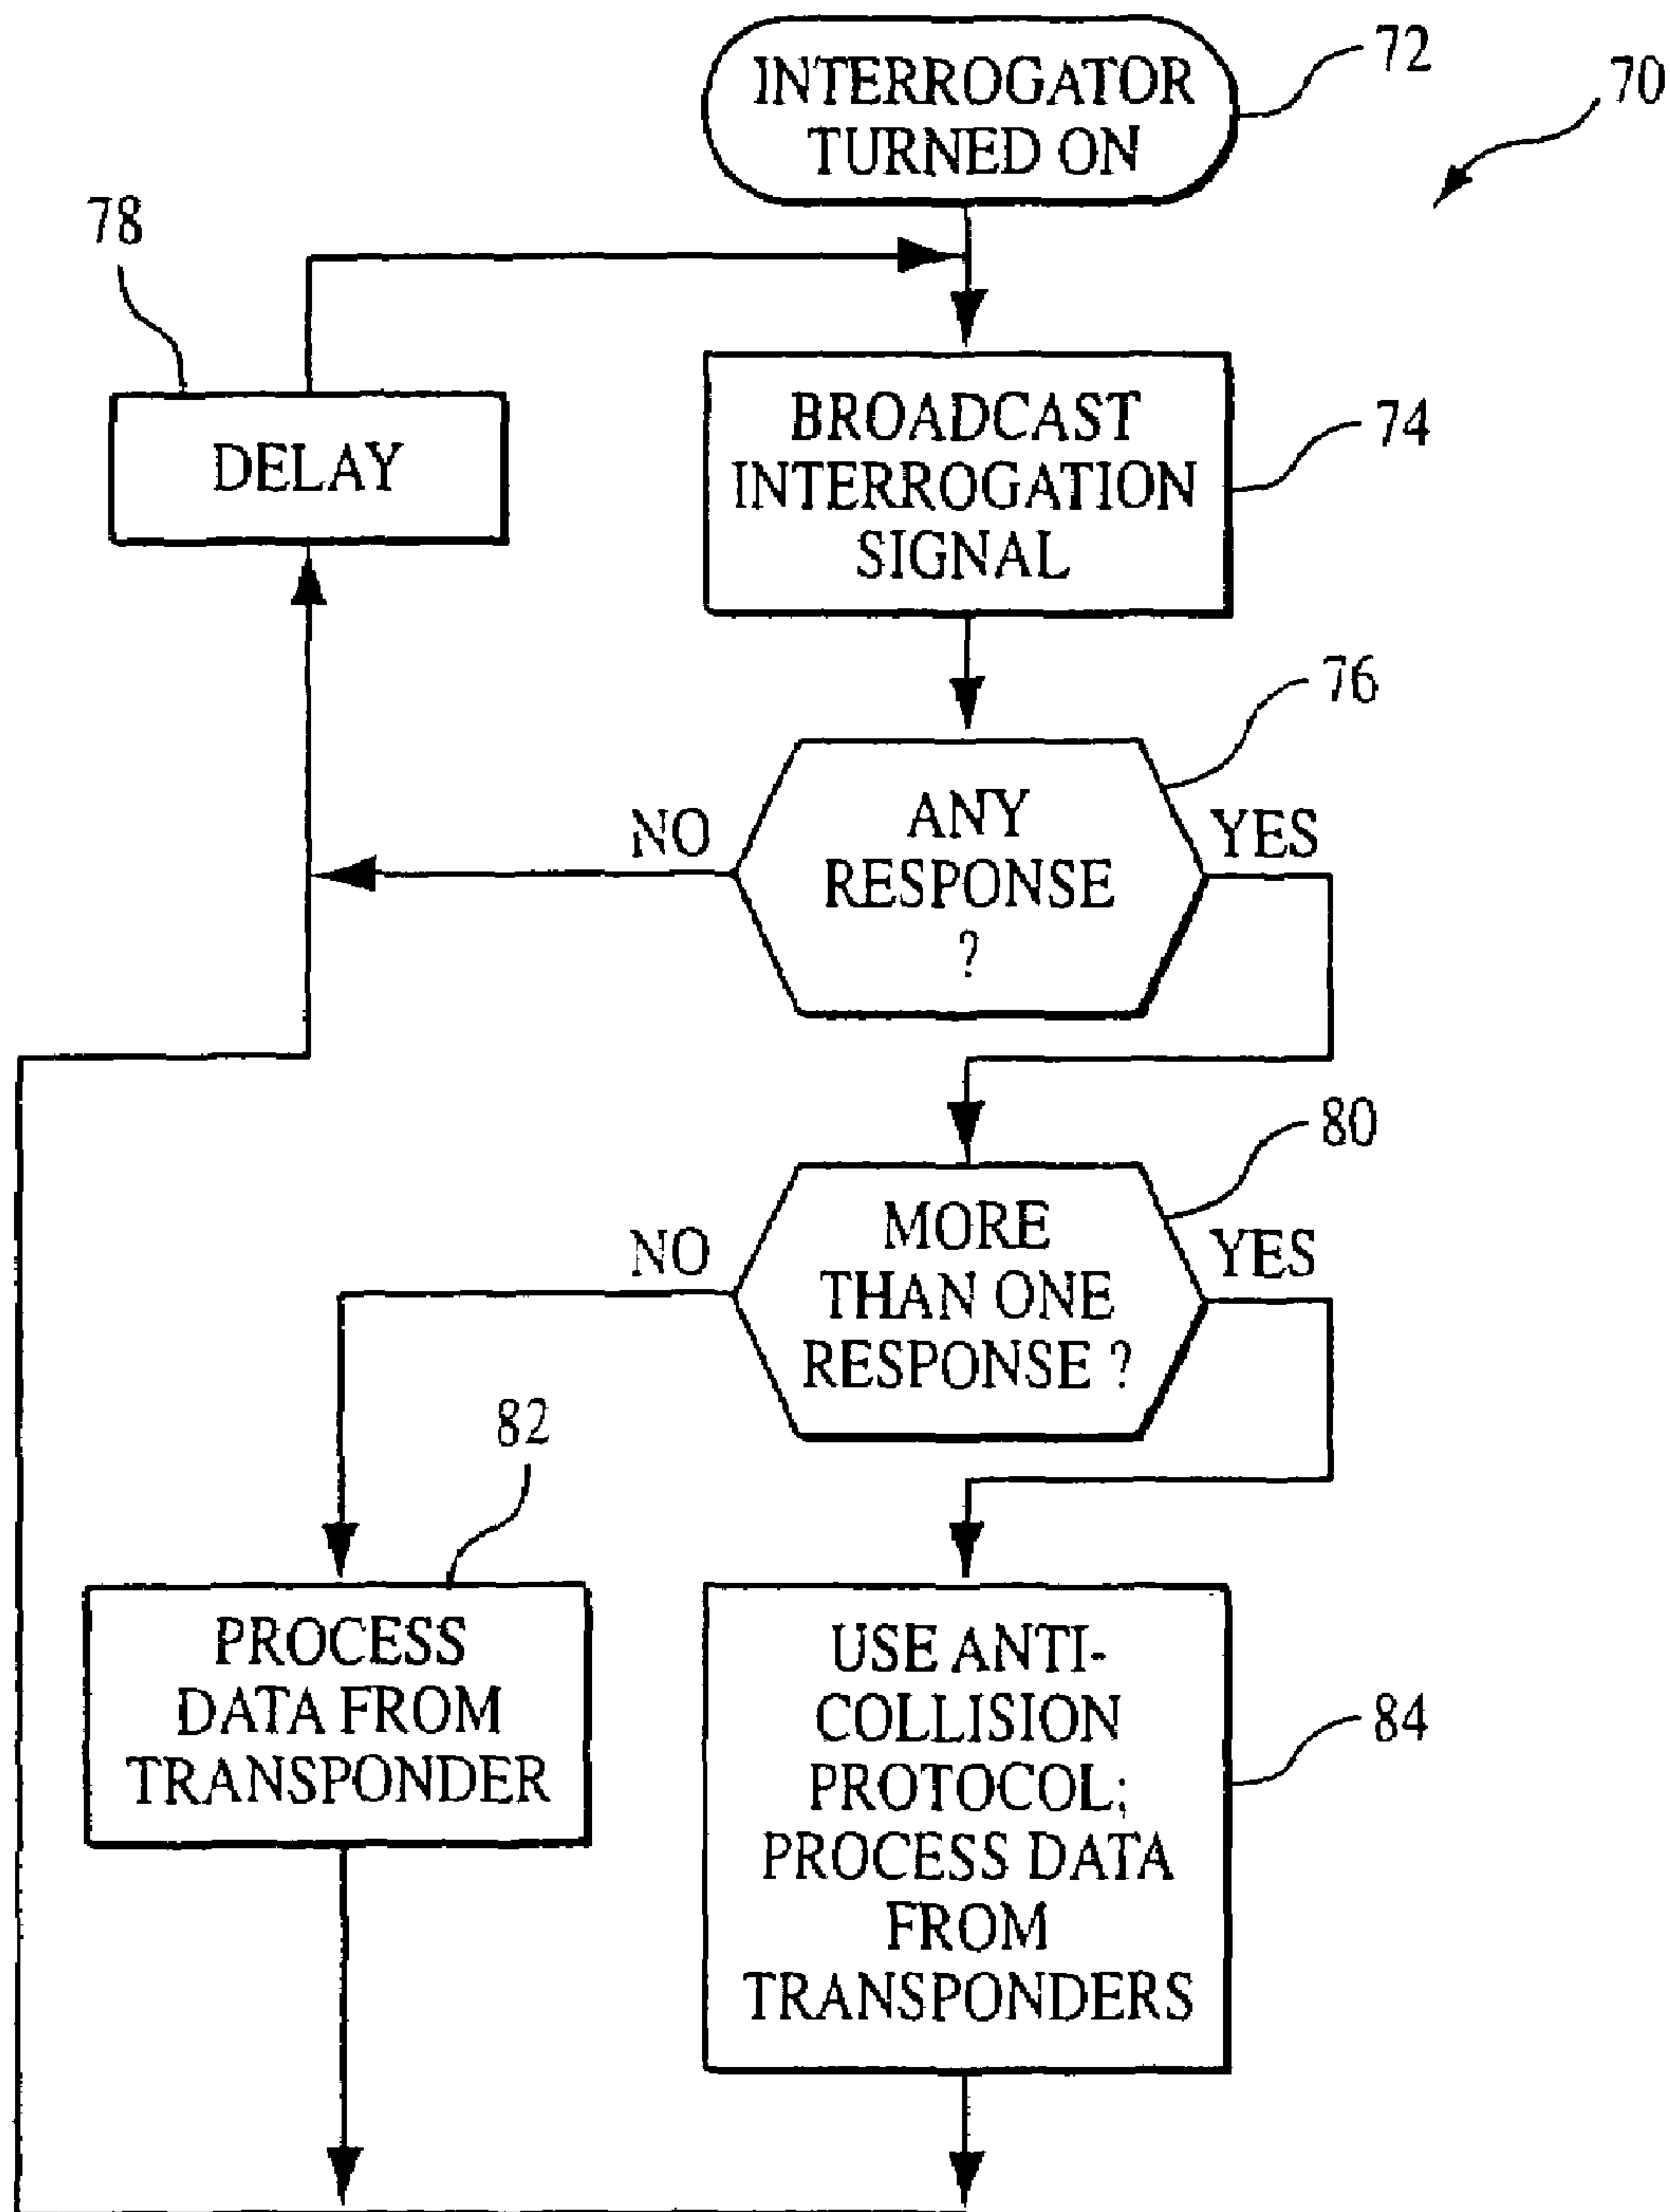 INTERROGATOR
TURNED ON
72
70
78
DELAY
BROADCAST
INTERROGATION
SIGNAL
74
76
ANY
RESPONSE
?
NO
YES
80
MORE
THAN ONE
RESPONSE ?
NO
YES
82
PROCESS
DATA FROM
TRANSPONDER
USE ANTI-
COLLISION
PROTOCOL;
PROCESS DATA
FROM
TRANSPONDERS
84